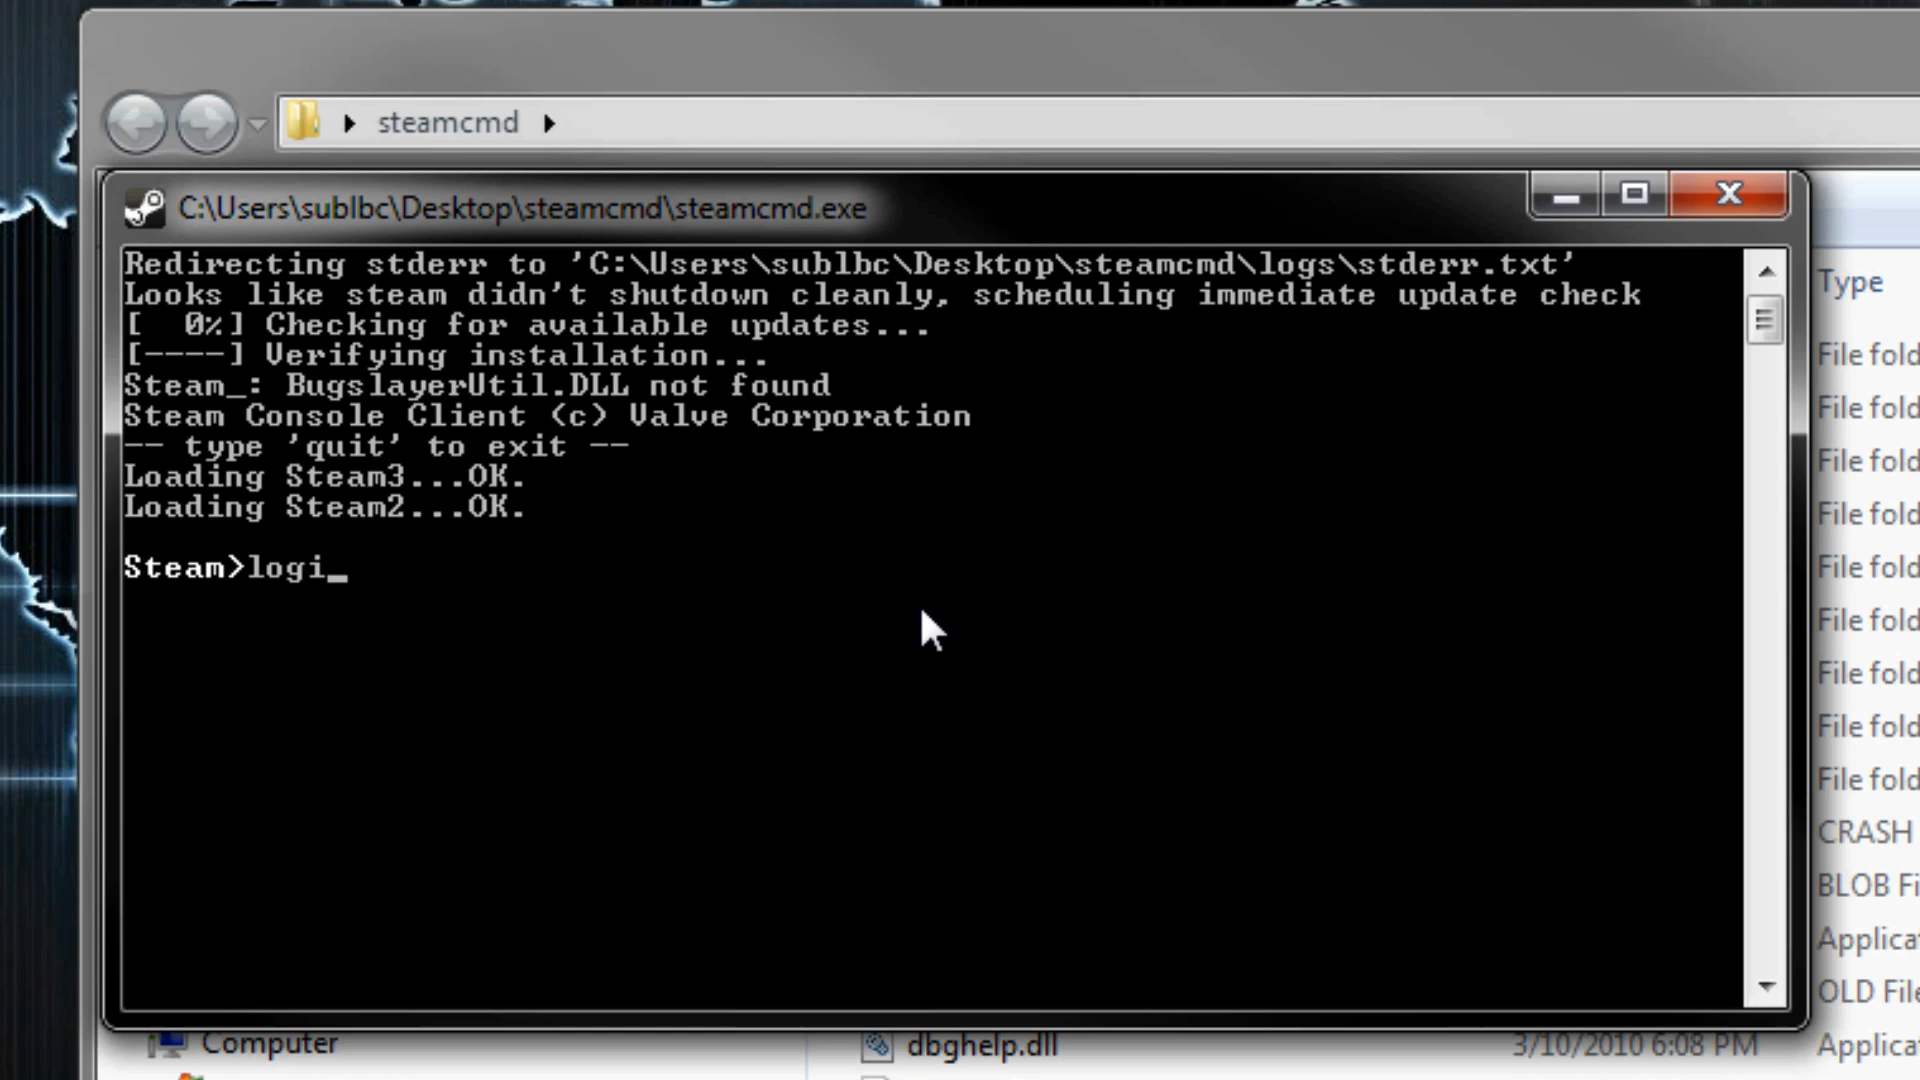 steamcmd
C:\Users\sublbc\Desktop\steamcmd\steamcmd.exe
Redirecting stderr to 'C:\Users\sublbc\Desktop\steamcmd\logs\stderr.txt'
Looks like steam didn't shutdown cleanly, scheduling immediate update check
[  0%] Checking for available updates...
[----] Verifying installation...
Steam_: BugslayerUtil.DLL not found
Steam Console Client (c) Valve Corporation
-- type 'quit' to exit --
Loading Steam3...OK.
Loading Steam2...OK.
Steam>logi_
Type
File fold
File fold
File fold
File fold
File fold
File fold
File fold
File fold
File fold
CRASH
BLOB Fi
Applica
OLD File
Computer
dbghelp.dll 3/10/2010 6:08 PM Applica